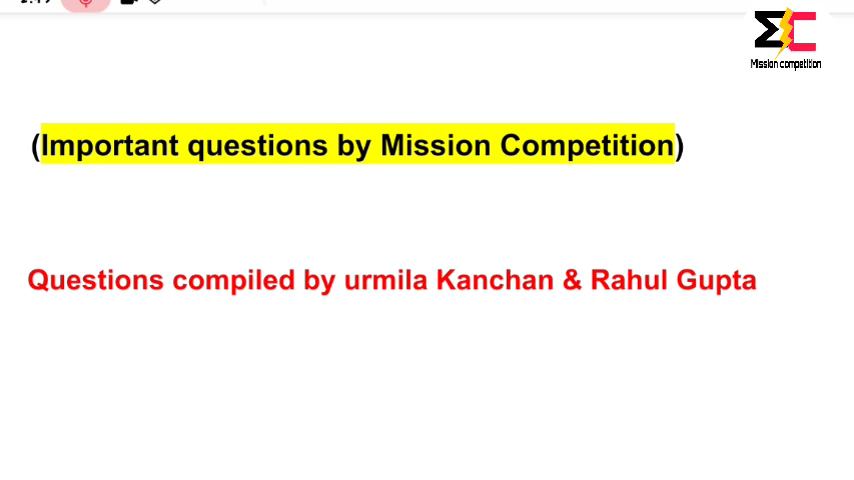 Mission competition
(Important questions by Mission Competition)
Questions compiled by urmila Kanchan & Rahul Gupta